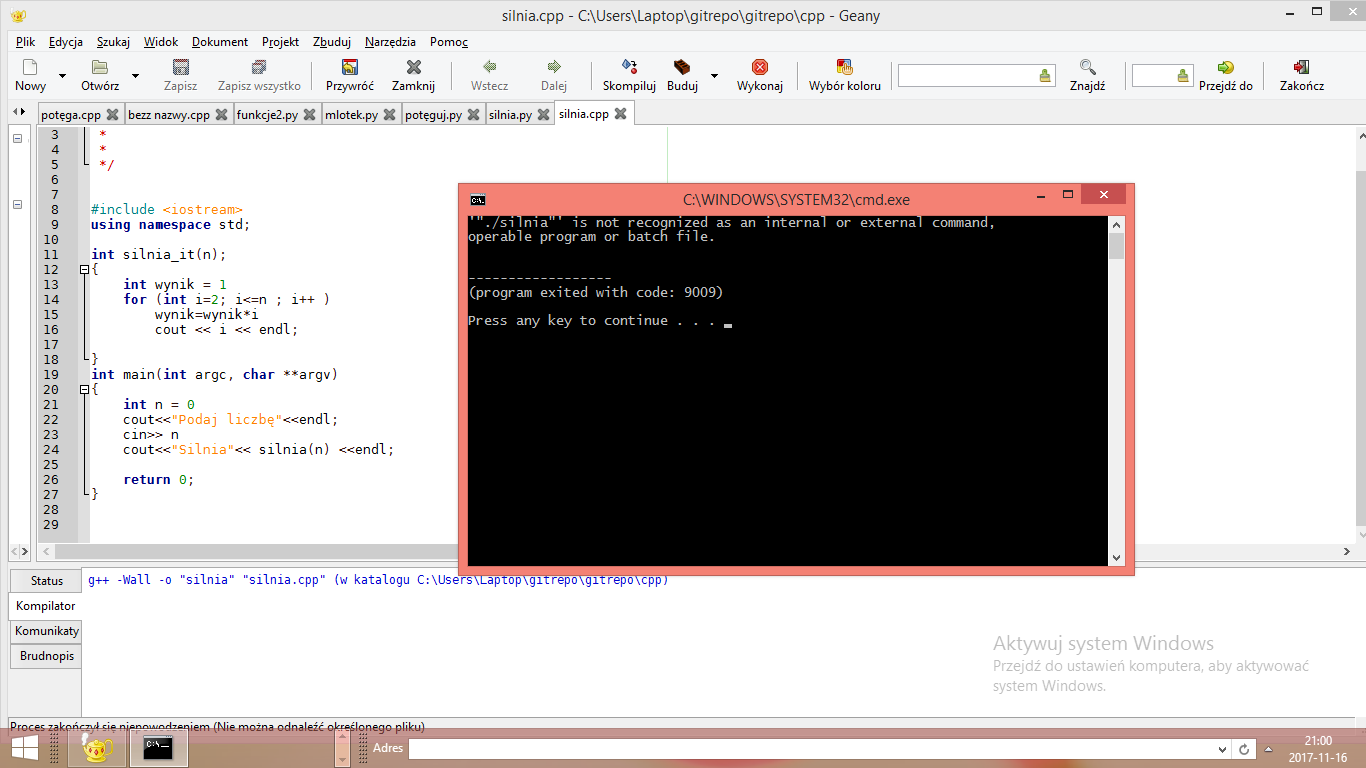 silnia.cpp - C:\Users\Laptop\gitrepo\gitrepo\cpp - Geany
Plik Edycja Szukaj Widok Dokument Projekt Zbuduj Narzędzia Pomoc
Nowy Otwórz Zapisz Zapisz wszystko Przywróć Zamknij Wstecz Dalej Skompiluj Buduj Wykonaj Wybór koloru Znajdź Przejdź do Zakończ
potęga.cpp bezz nazwy.cpp funkcje2.py mlotek.py potęguj.py silnia.py silnia.cpp
3 *
4 *
5 */
6
7
8 #include <iostream>
9 using namespace std;
10
11 int silnia_it(n);
12 {
13 int wynik = 1
14 for (int i=2; i<=n ; i++ )
15 wynik=wynik*i
16 cout << i << endl;
17
18 }
19 int main(int argc, char **argv)
20 {
21 int n = 0
22 cout<<"Podaj liczbę"<<endl;
23 cin>> n
24 cout<<"Silnia"<< silnia(n) <<endl;
25
26 return 0;
27 }
28
29
C:\WINDOWS\SYSTEM32\cmd.exe
'"./silnia"' is not recognized as an internal or external command,
operable program or batch file.
------------------
(program exited with code: 9009)
Press any key to continue . . .
Status
Kompilator
Komunikaty
Brudnopis
g++ -Wall -o "silnia" "silnia.cpp" (w katalogu C:\Users\Laptop\gitrepo\gitrepo\cpp)
Aktywuj system Windows
Przejdź do ustawień komputera, aby aktywować
system Windows.
Proces zakończył się niepowodzeniem (Nie można odnaleźć określonego pliku)
Adres
21:00
2017-11-16